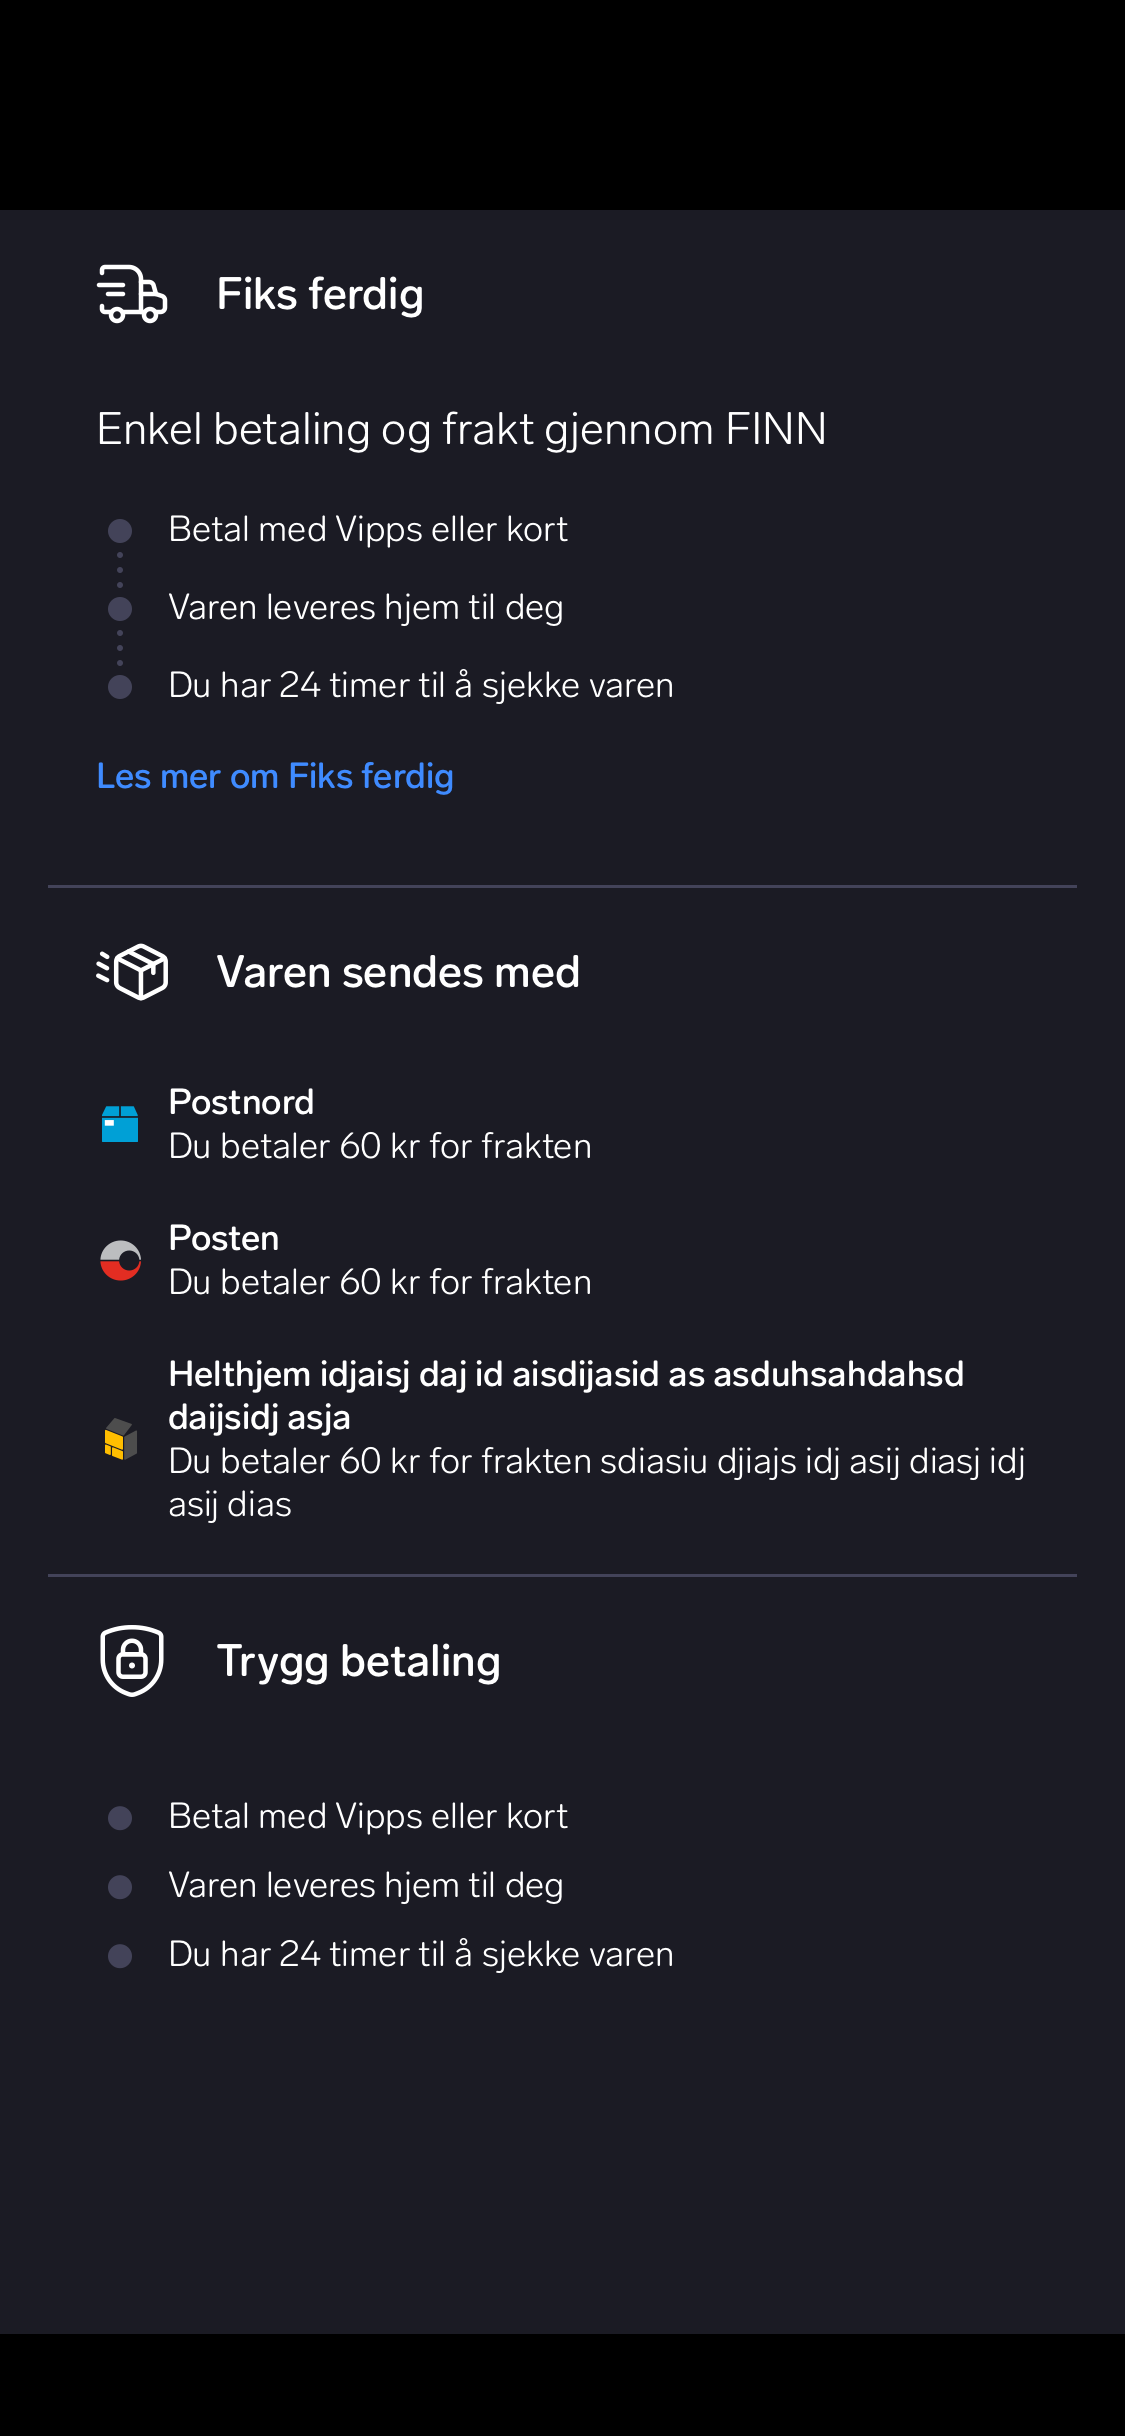 Fiks ferdig
Enkel betaling og frakt gjennom FINN
Betal med Vipps eller kort
Varen leveres hjem til deg
Du har 24 timer til å sjekke varen
Les mer om Fiks ferdig
Varen sendes med
Postnord
Du betaler 60 kr for frakten
Posten
Du betaler 60 kr for frakten
Helthjem idjaisj daj id aisdijasid as asduhsahdahsd
daijsidj asja
Du betaler 60 kr for frakten sdiasiu djiajs idj asij diasj idj
asij dias
Trygg betaling
Betal med Vipps eller kort
Varen leveres hjem til deg
Du har 24 timer til å sjekke varen